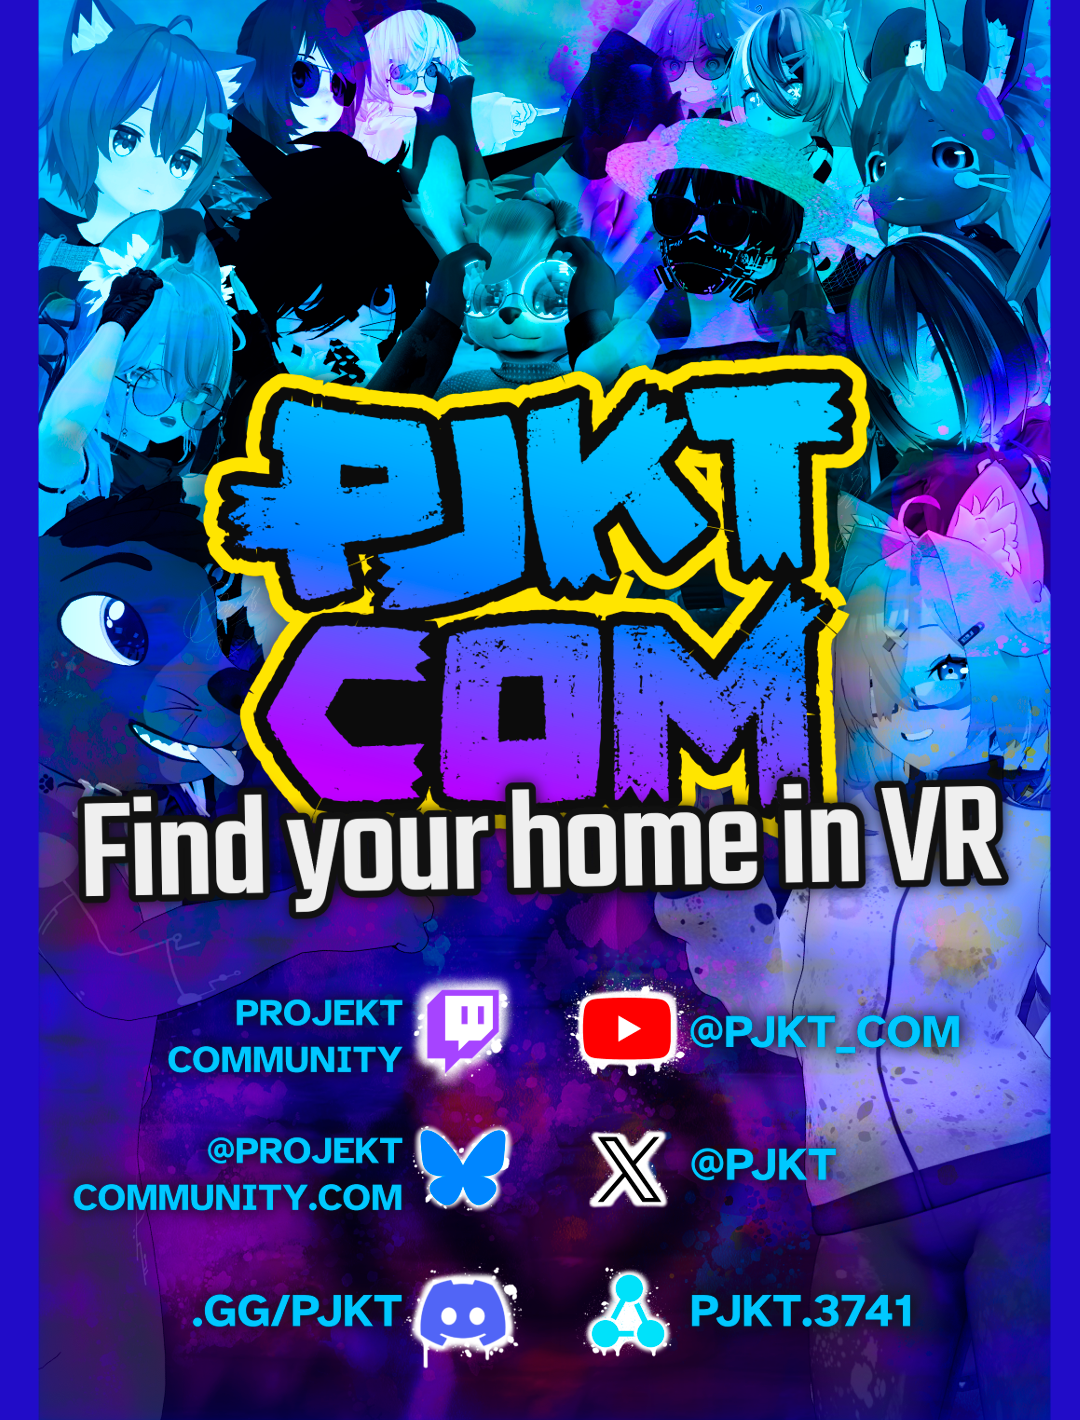 PJKT
COM
Find your home in VR
PROJEKT
COMMUNITY
@PJKT_COM
@PROJEKT
COMMUNITY.COM
@PJKT
.GG/PJKT
PJKT.3741